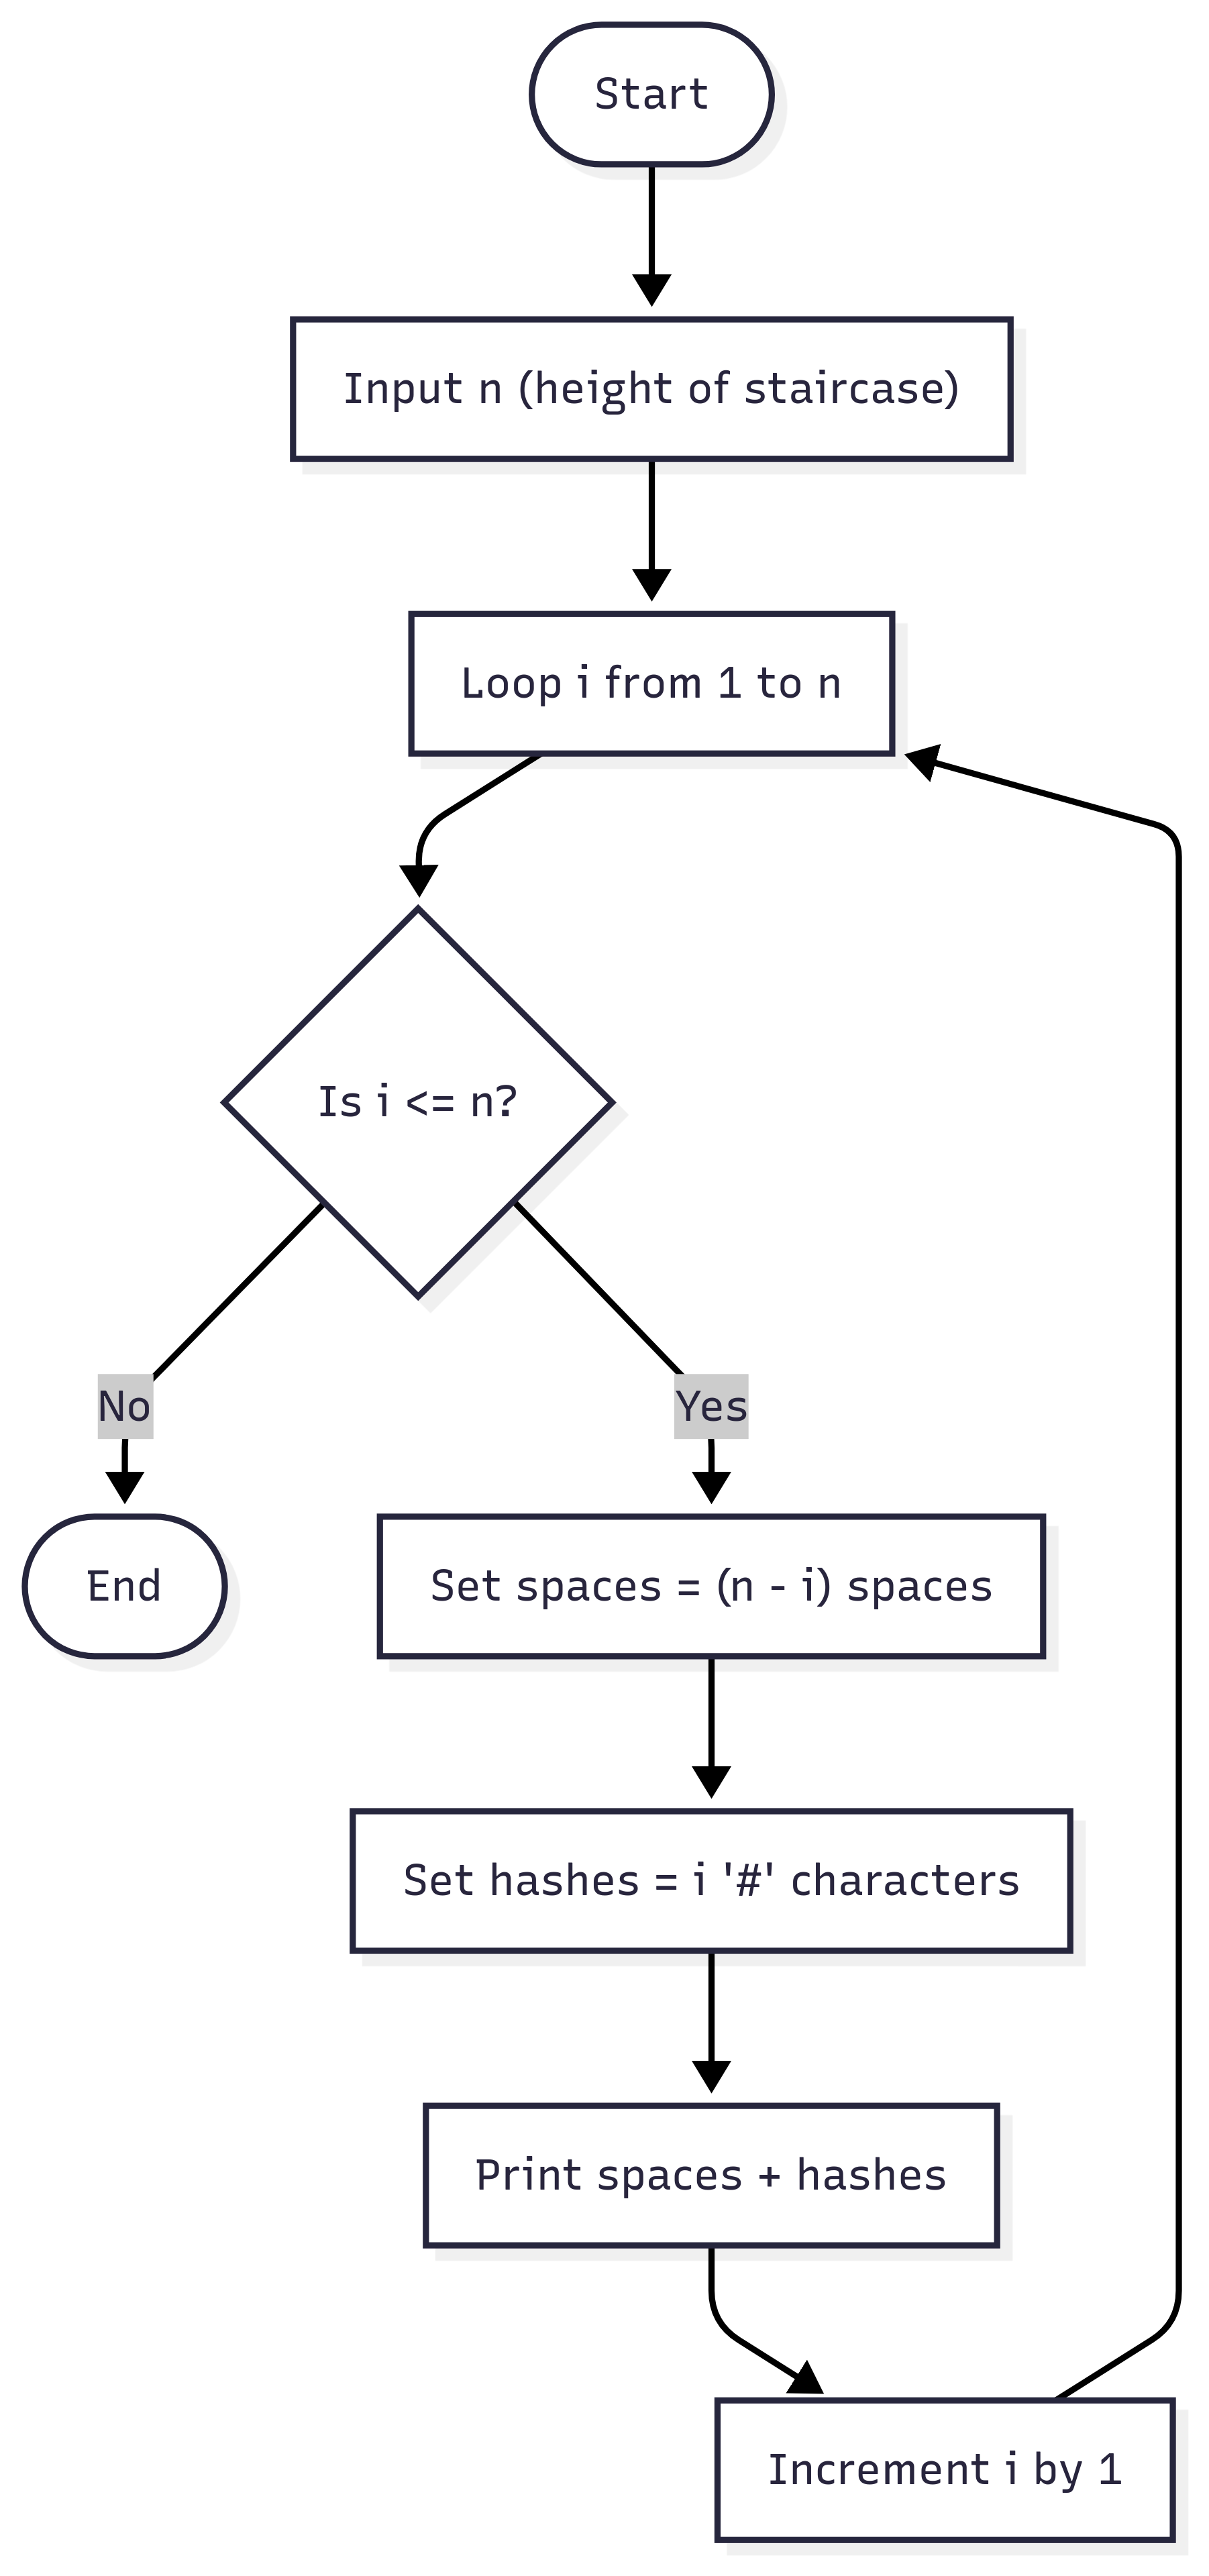 Start
Input n (height of staircase)
Loop i from 1 to n
Is i <= n?
No
Yes
End
Set spaces = (n - i) spaces
Set hashes = i '#' characters
Print spaces + hashes
Increment i by 1